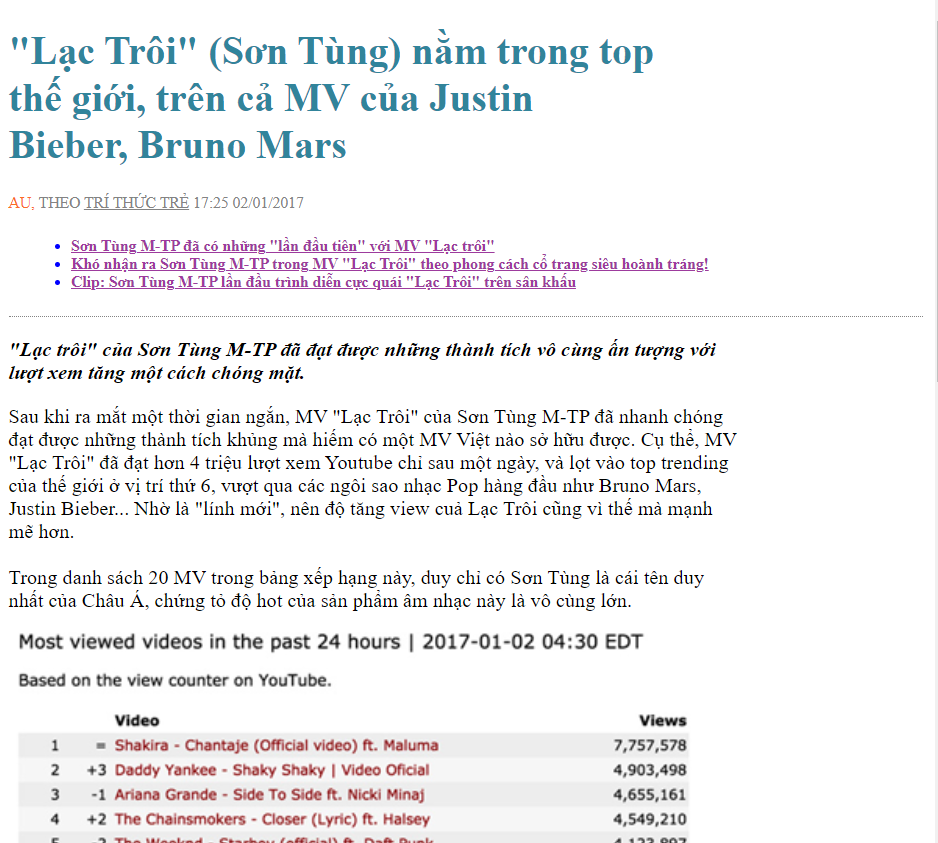 "Lạc Trôi" (Sơn Tùng) nằm trong top
thế giới, trên cả MV của Justin
Bieber, Bruno Mars
AU, THEO TRÍ THỨC TRẺ 17:25 02/01/2017
Sơn Tùng M-TP đã có những "lần đầu tiên" với MV "Lạc trôi"
Khó nhận ra Sơn Tùng M-TP trong MV "Lạc Trôi" theo phong cách cổ trang siêu hoành tráng!
Clip: Sơn Tùng M-TP lần đầu trình diễn cực quái "Lạc Trôi" trên sân khấu
"Lạc trôi" của Sơn Tùng M-TP đã đạt được những thành tích vô cùng ấn tượng với
lượt xem tăng một cách chóng mặt.
Sau khi ra mắt một thời gian ngắn, MV "Lạc Trôi" của Sơn Tùng M-TP đã nhanh chóng
đạt được những thành tích khủng mà hiếm có một MV Việt nào sở hữu được. Cụ thể, MV
"Lạc Trôi" đã đạt hơn 4 triệu lượt xem Youtube chỉ sau một ngày, và lọt vào top trending
của thế giới ở vị trí thứ 6, vượt qua các ngôi sao nhạc Pop hàng đầu như Bruno Mars,
Justin Bieber... Nhờ là "lính mới", nên độ tăng view cuả Lạc Trôi cũng vì thế mà mạnh
mẽ hơn.
Trong danh sách 20 MV trong bảng xếp hạng này, duy chỉ có Sơn Tùng là cái tên duy
nhất của Châu Á, chứng tỏ độ hot của sản phẩm âm nhạc này là vô cùng lớn.
Most viewed videos in the past 24 hours | 2017-01-02 04:30 EDT
Based on the view counter on YouTube.
Video Views
1 = Shakira - Chantaje (Official video) ft. Maluma 7,757,578
2 +3 Daddy Yankee - Shaky Shaky | Video Oficial 4,903,498
3 -1 Ariana Grande - Side To Side ft. Nicki Minaj 4,655,161
4 +2 The Chainsmokers - Closer (Lyric) ft. Halsey 4,549,210
The Weeknd - Starboy (official) ft. Daft Punk